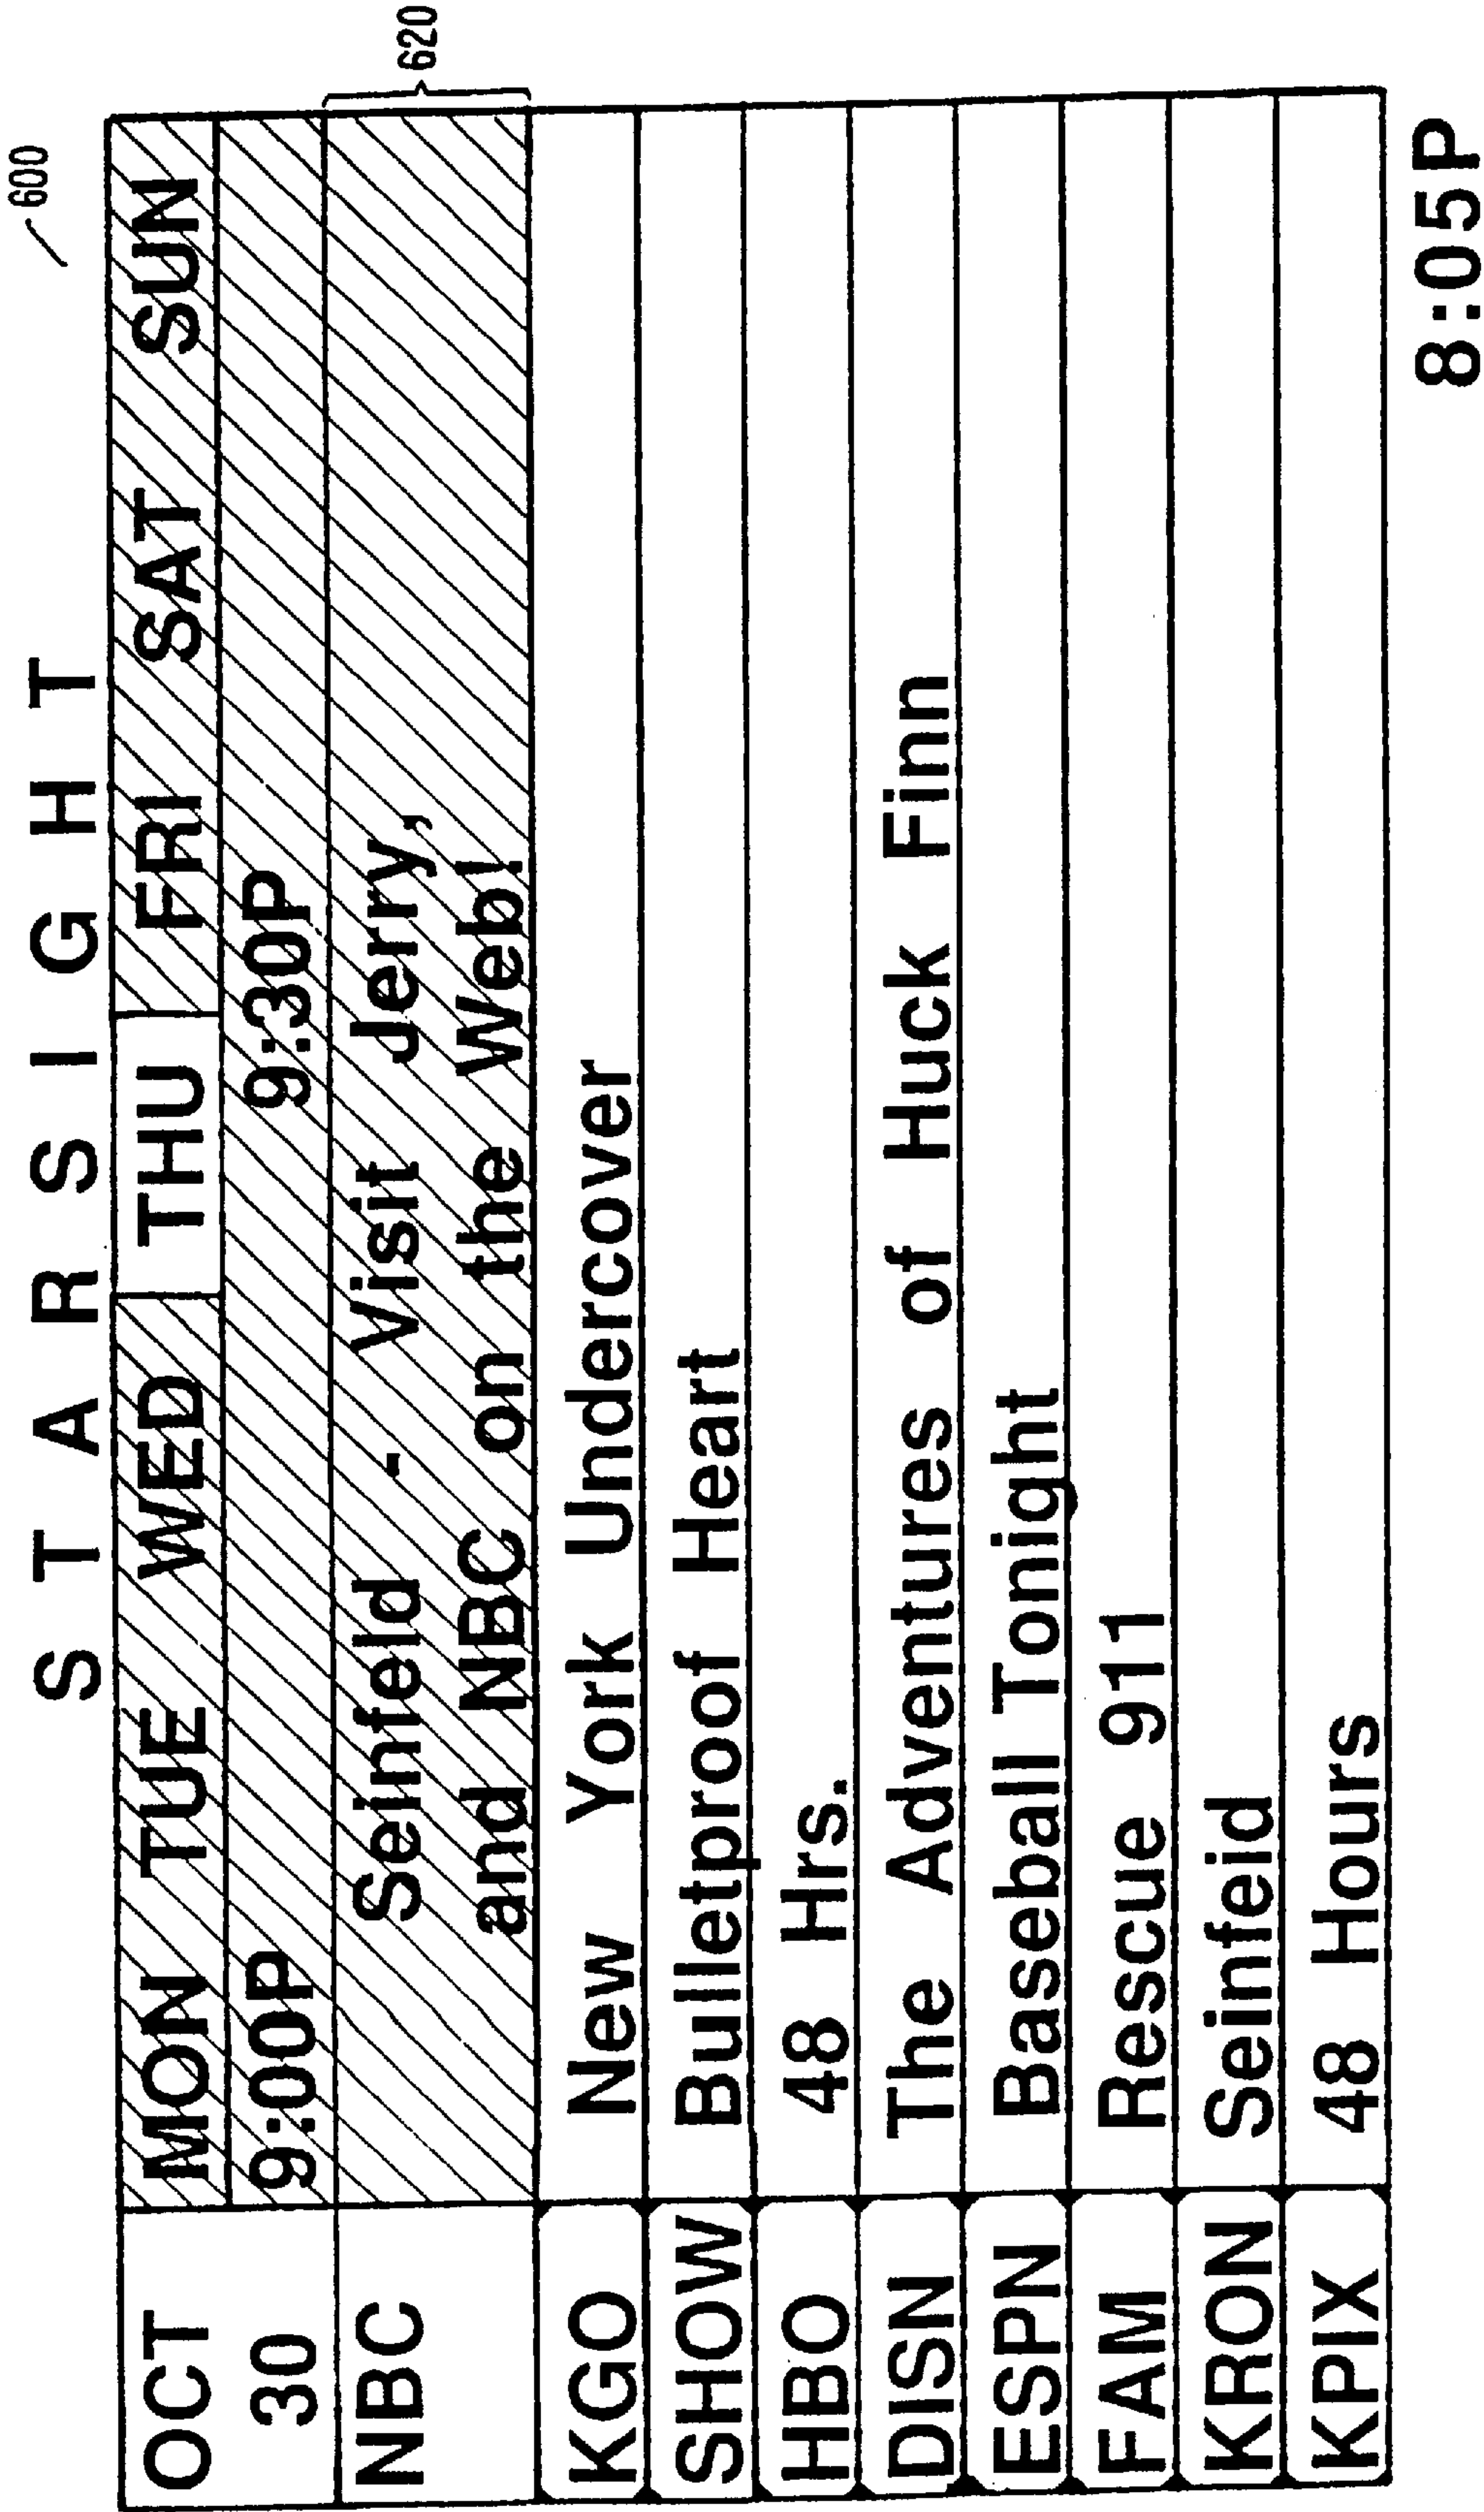 600
S T A R S I G H T
OCT MON TUE WED THU FRI SAT SUN
30 9:00P 9:30P
NBC Seinfeld - Visit Jerry,
and NBC on the Web!
620
KGO New York Undercover
SHOW Bulletproof Heart
HBO 48 Hrs.
DISN The Adventures of Huck Finn
ESPN Baseball Tonight
FAM Rescue 911
KRON Seinfeld
KPIX 48 Hours
8:05P